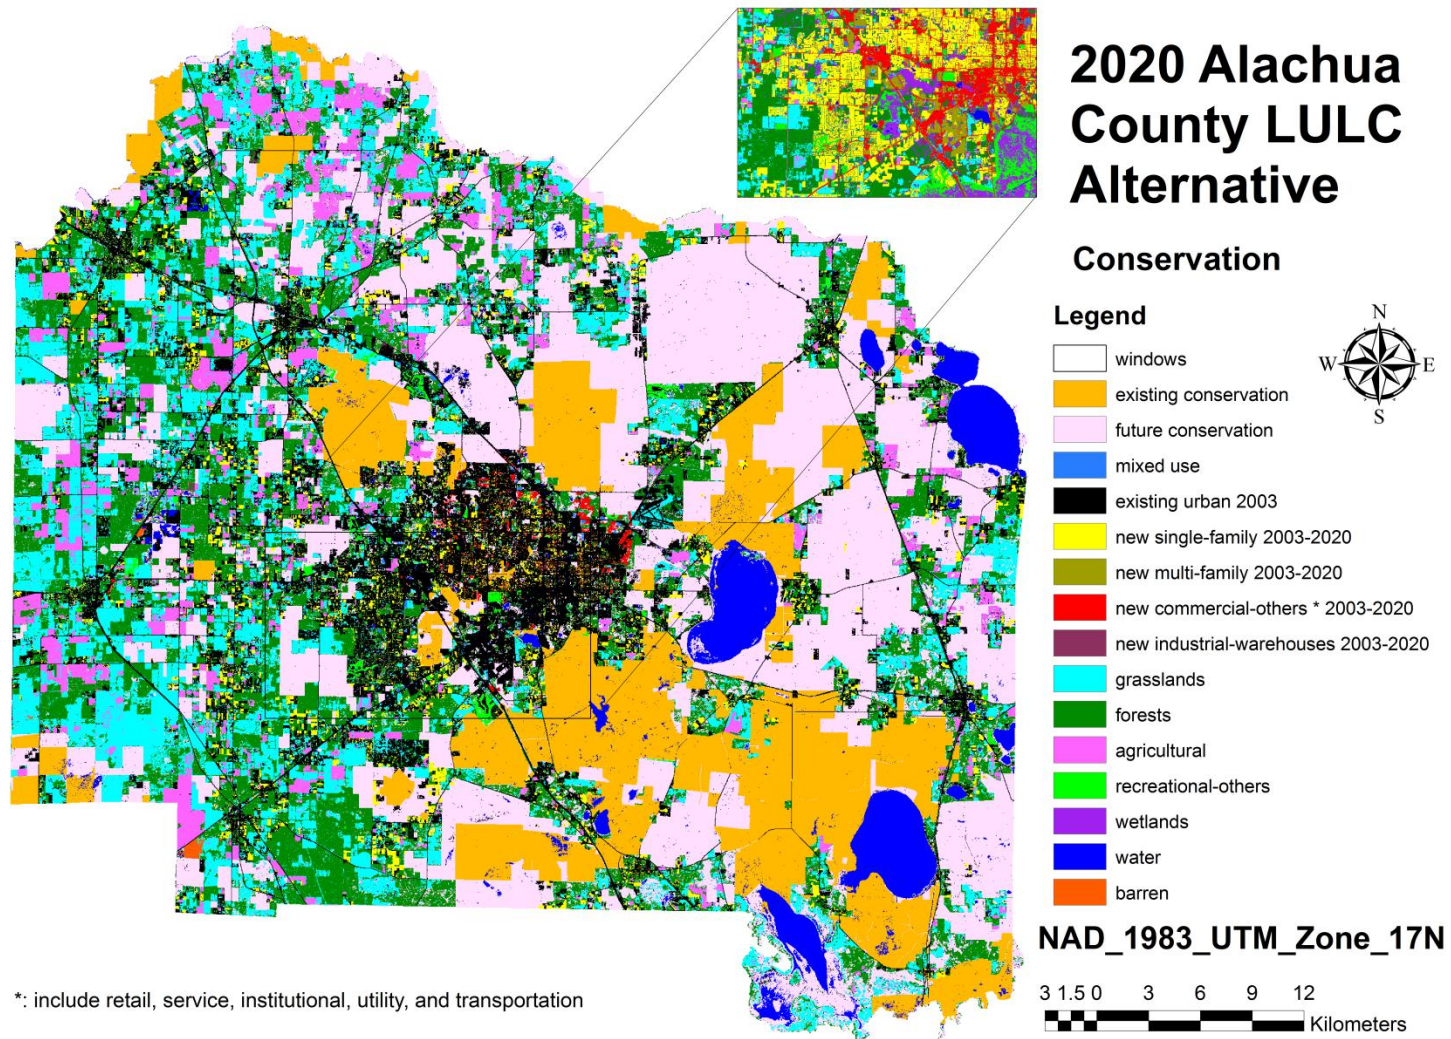 2020 Alachua
County LULC
Alternative
Conservation
Legend
windows
existing conservation
future conservation
mixed use
existing urban 2003
new single-family 2003-2020
new multi-family 2003-2020
new commercial-others * 2003-2020
new industrial-warehouses 2003-2020
grasslands
forests
agricultural
recreational-others
wetlands
water
barren
N
W E
S
NAD_1983_UTM_Zone_17N
3 1.5 0 3 6 9 12
Kilometers
*: include retail, service, institutional, utility, and transportation